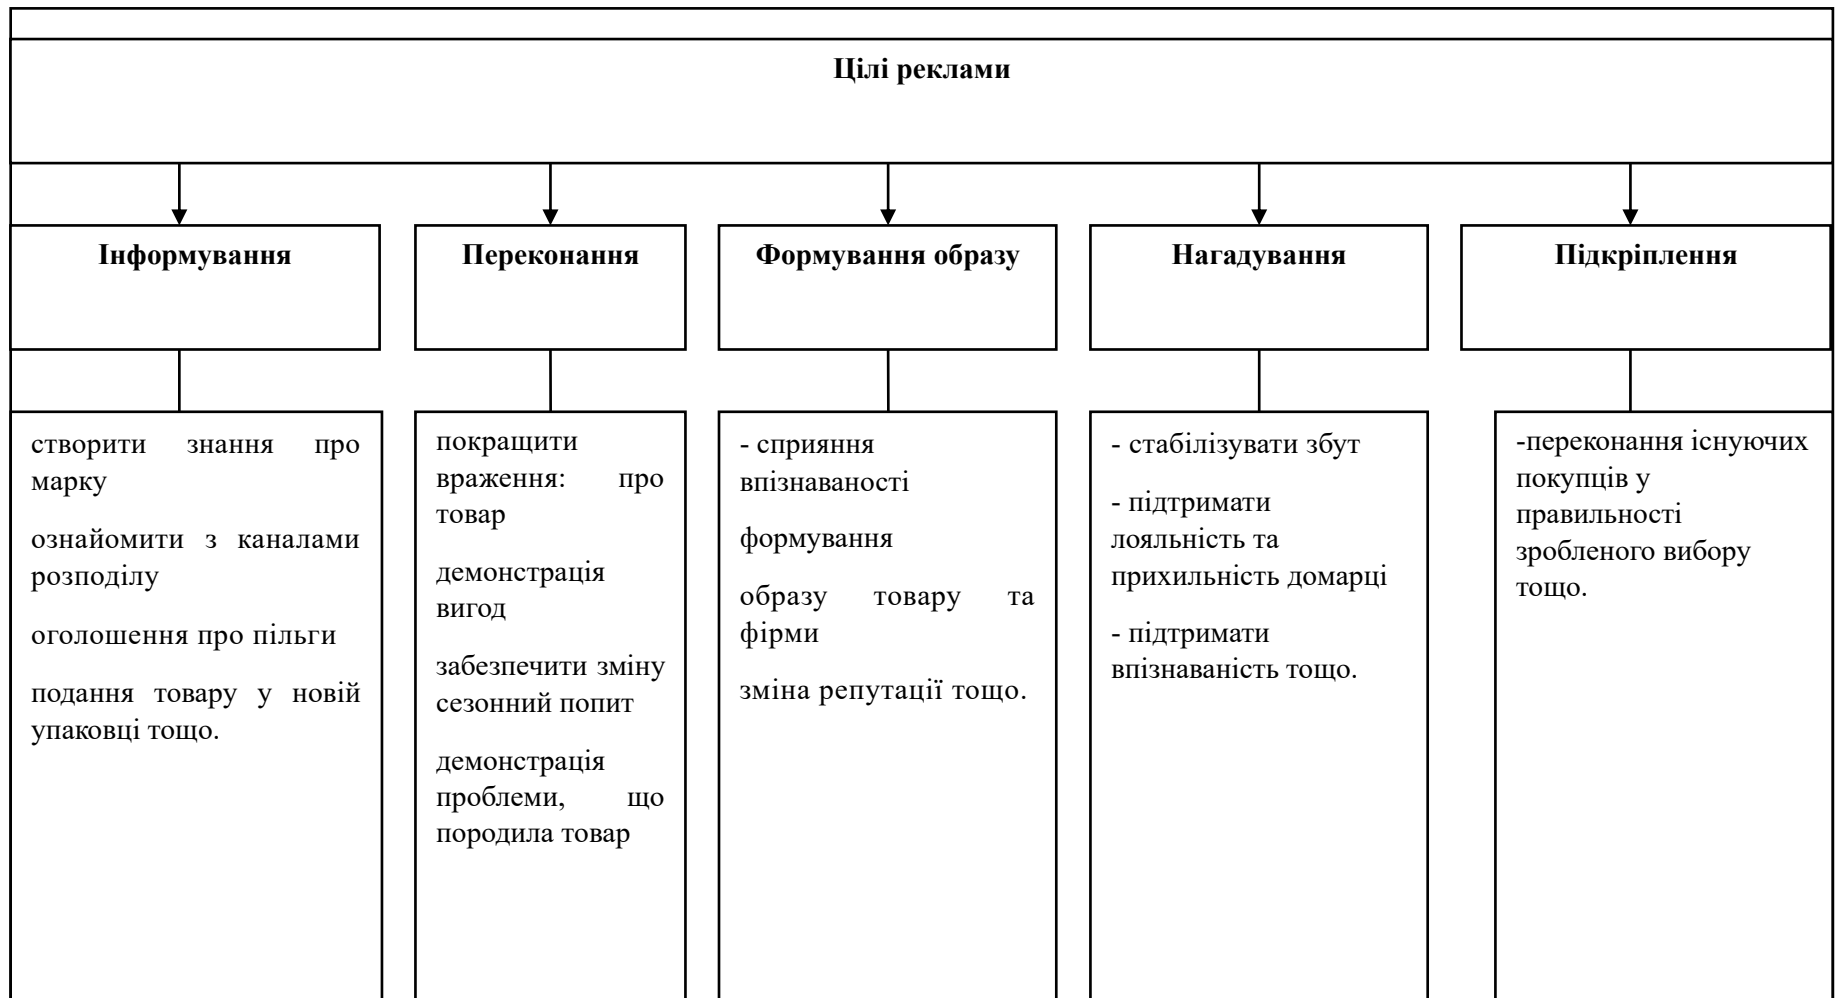 Цілі реклами
Інформування
Переконання
Формування образу
Нагадування
Підкріплення
створити знання про
марку
ознайомити з каналами
розподілу
оголошення про пільги
подання товару у новій
упаковці тощо.
покращити
враження: про
товар
демонстрація
вигод
забезпечити зміну
сезонний попит
демонстрація
проблеми, що
породила товар
- сприяння
впізнаваності
формування
образу товару та
фірми
зміна репутації тощо.
- стабілізувати збут
- підтримати
лояльність та
прихильність домарці
- підтримати
впізнаваність тощо.
-переконання існуючих
покупців у
правильності
зробленого вибору
тощо.